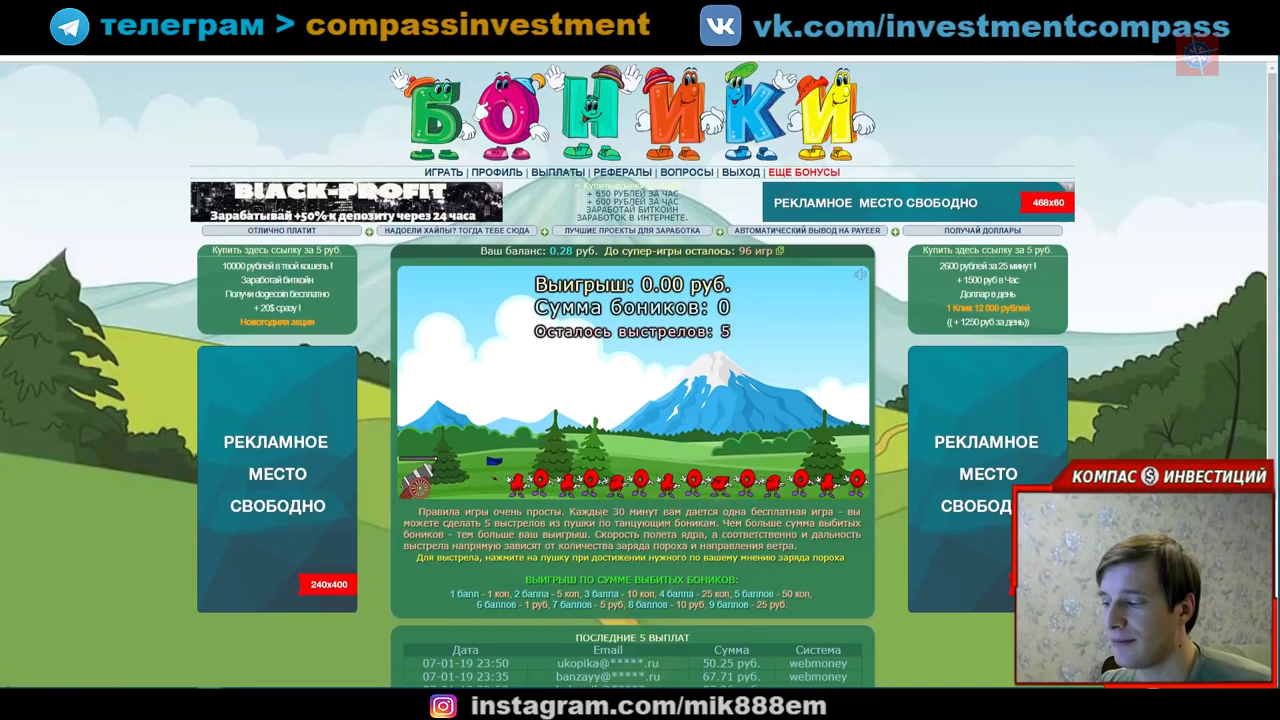 телеграм > compassinvestment
vk.com/investmentcompass
БОНИКИ
ИГРАТЬ | ПРОФИЛЬ | ВЫПЛАТЫ | РЕФЕРАЛЫ | ВОПРОСЫ | ВЫХОД | ЕЩЕ БОНУСЫ
BlACK-PROFIT
Зарабатывай +50% к депозиту через 24 часа
+ 650 РУБЛЕЙ ЗА ЧАС
+ 600 РУБЛЕЙ ЗА ЧАС
ЗАРАБОТАЙ БИТКОЙН
ЗАРАБОТОК В ИНТЕРНЕТЕ.
РЕКЛАМНОЕ МЕСТО СВОБОДНО
468x60
ОТЛИЧНО ПЛАТИТ
НАДОЕЛИ ХАЙПЫ? ТОГДА ТЕБЕ СЮДА
ЛУЧШИЕ ПРОЕКТЫ ДЛЯ ЗАРАБОТКА
АВТОМАТИЧЕСКИЙ ВЫВОД НА PAYEER
ПОЛУЧАЙ ДОЛЛАРЫ
Купить здесь ссылку за 5 руб.
10000 рублей в твой кошель !
Заработай биткойн
Получи dogecoin бесплатно
+ 20$ сразу !
Новогодняя акция
Ваш баланс: 0.28 руб. До супер-игры осталось: 96 игр
Выигрыш: 0.00 руб.
Сумма боников: 0
Осталось выстрелов: 5
Купить здесь ссылку за 5 руб.
2600 рублей за 25 минут !
+ 1500 руб в Час
Доллар в день
1 Клик 12 000 рублей
(( + 1250 руб за день))
РЕКЛАМНОЕ
МЕСТО
СВОБОДНО
240x400
РЕКЛАМНОЕ
МЕСТО
Правила игры очень просты. Каждые 30 минут вам дается одна бесплатная игра - вы
можете сделать 5 выстрелов из пушки по танцующим боникам. Чем больше сумма выбитых
боников - тем больше ваш выигрыш. Скорость полета ядра, а соответственно и дальность
выстрела напрямую зависят от количества заряда пороха и направления ветра.
Для выстрела, нажмите на пушку при достижении нужного по вашему мнению заряда пороха
ВЫИГРЫШ ПО СУММЕ ВЫБИТЫХ БОНИКОВ:
1 балл - 1 коп, 2 балла - 5 коп, 3 балла - 10 коп, 4 балла - 25 коп, 5 баллов - 50 коп,
6 баллов - 1 руб, 7 баллов - 5 руб, 8 баллов - 10 руб, 9 баллов - 25 руб.
ПОСЛЕДНИЕ 5 ВЫПЛАТ
Дата Email Сумма Система
07-01-19 23:50 ukopika@*****.ru 50.25 руб. webmoney
07-01-19 23:35 banzayy@*****.ru 67.71 руб. webmoney
КОМПАС $ ИНВЕСТИЦИЙ
instagram.com/mik888em